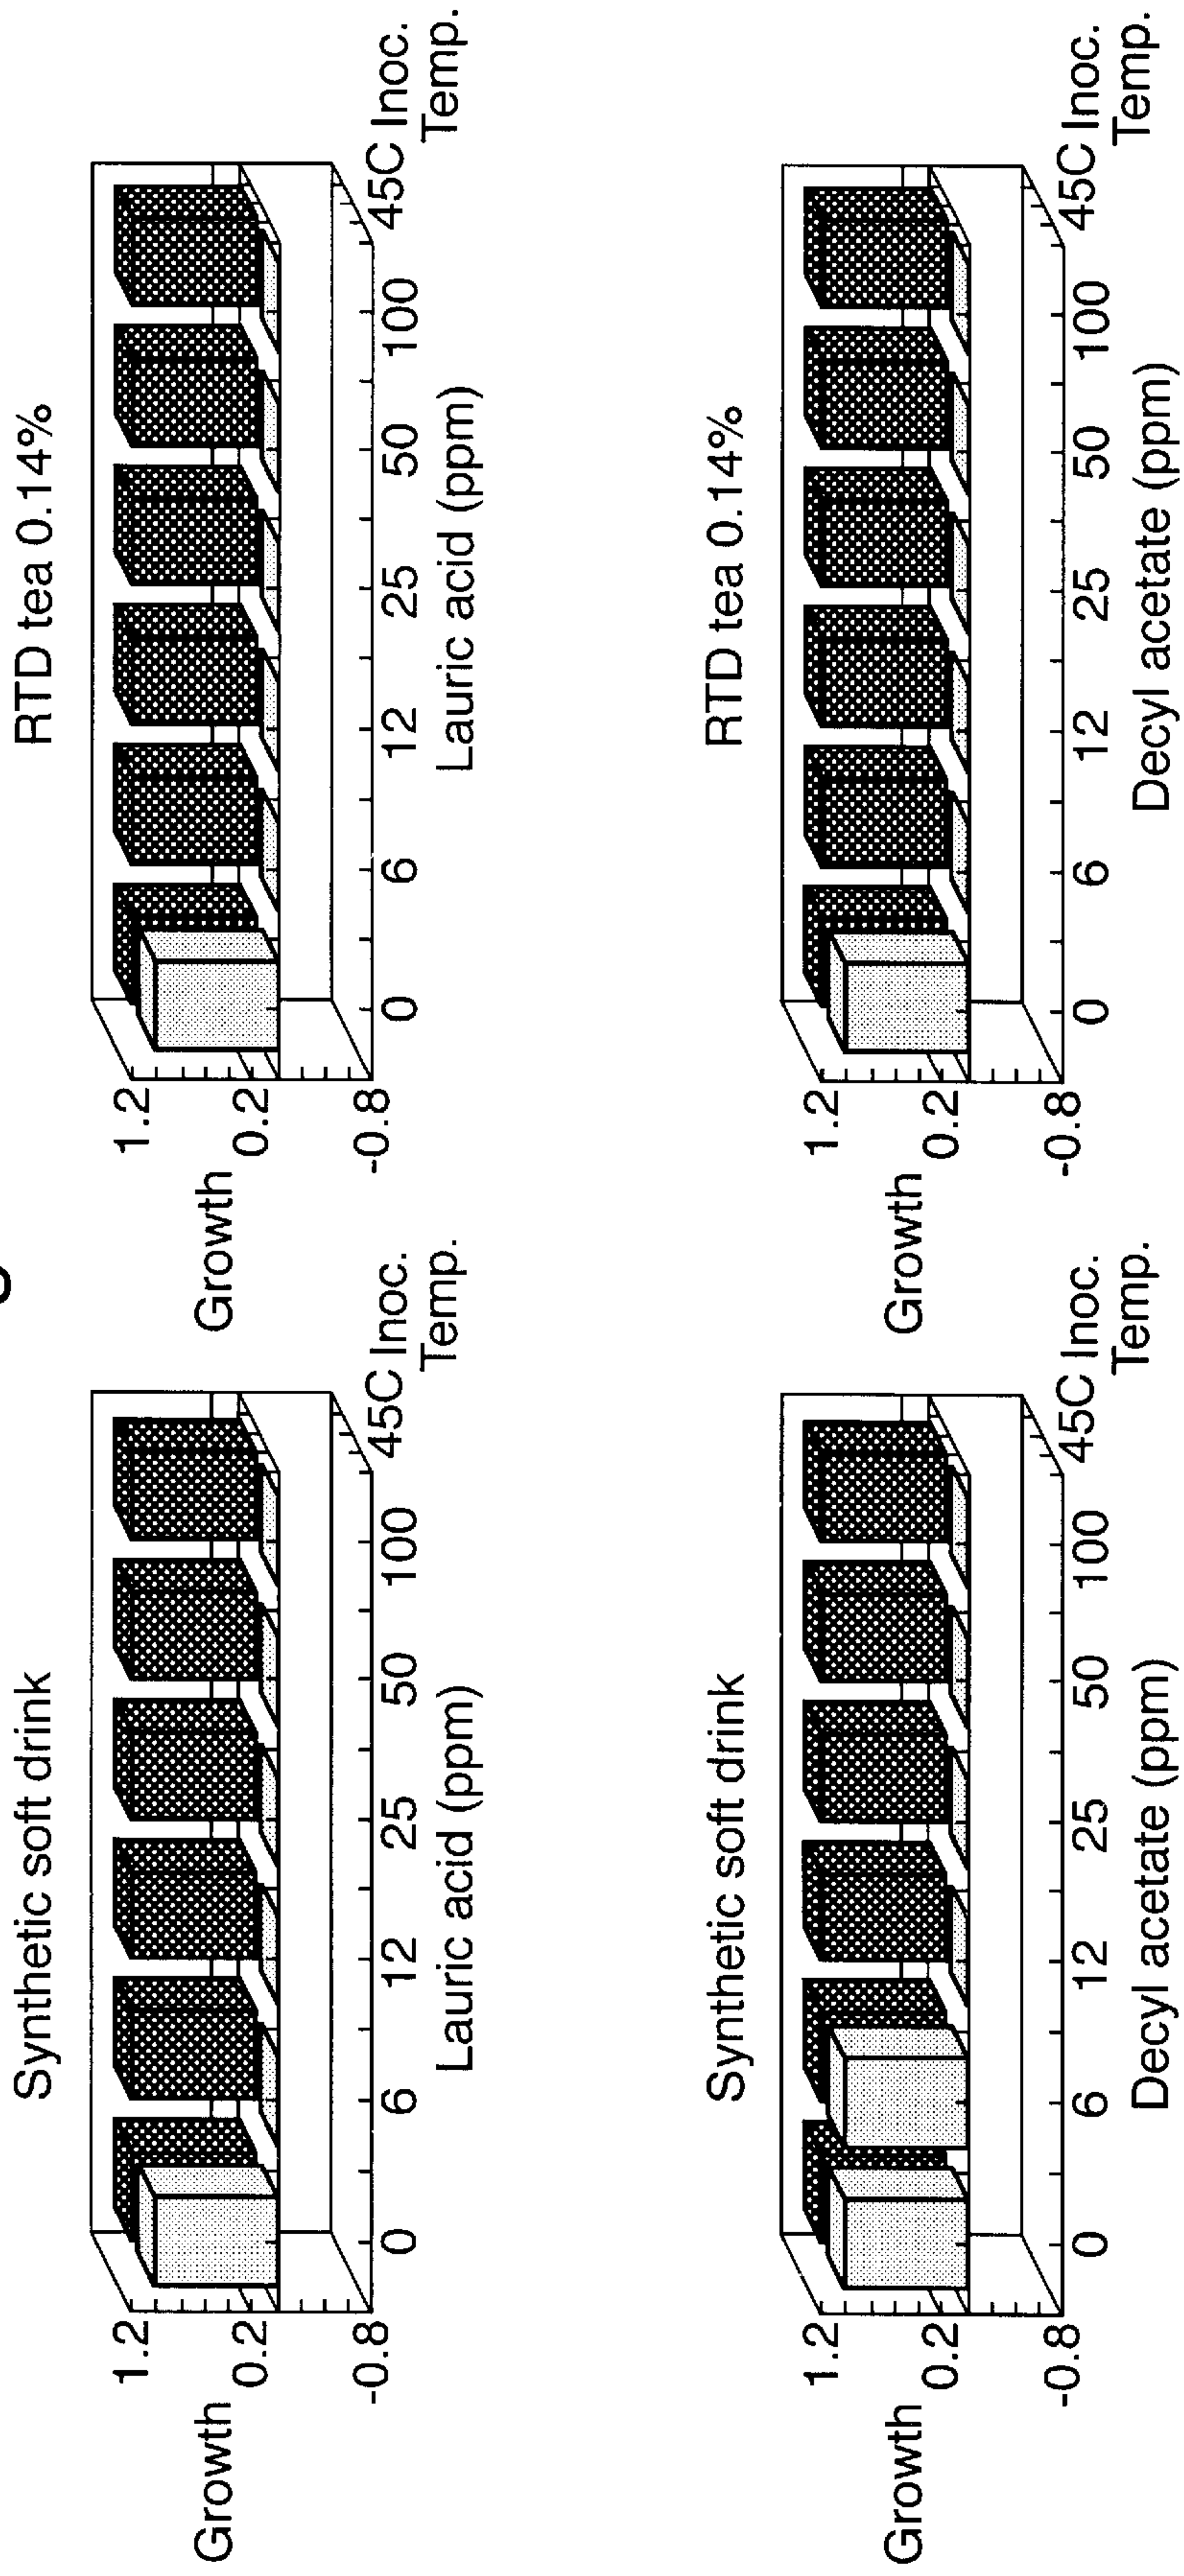 Synthetic soft drink
Growth
1.2
0.2
-0.8
0 6 12 25 50 100
45C Inoc.
Temp.
Lauric acid (ppm)
RTD tea 0.14%
Growth
1.2
0.2
-0.8
0 6 12 25 50 100
45C Inoc.
Temp.
Lauric acid (ppm)
Synthetic soft drink
Growth
1.2
0.2
-0.8
0 6 12 25 50 100
45C Inoc.
Temp.
Decyl acetate (ppm)
RTD tea 0.14%
Growth
1.2
0.2
-0.8
0 6 12 25 50 100
45C Inoc.
Temp.
Decyl acetate (ppm)